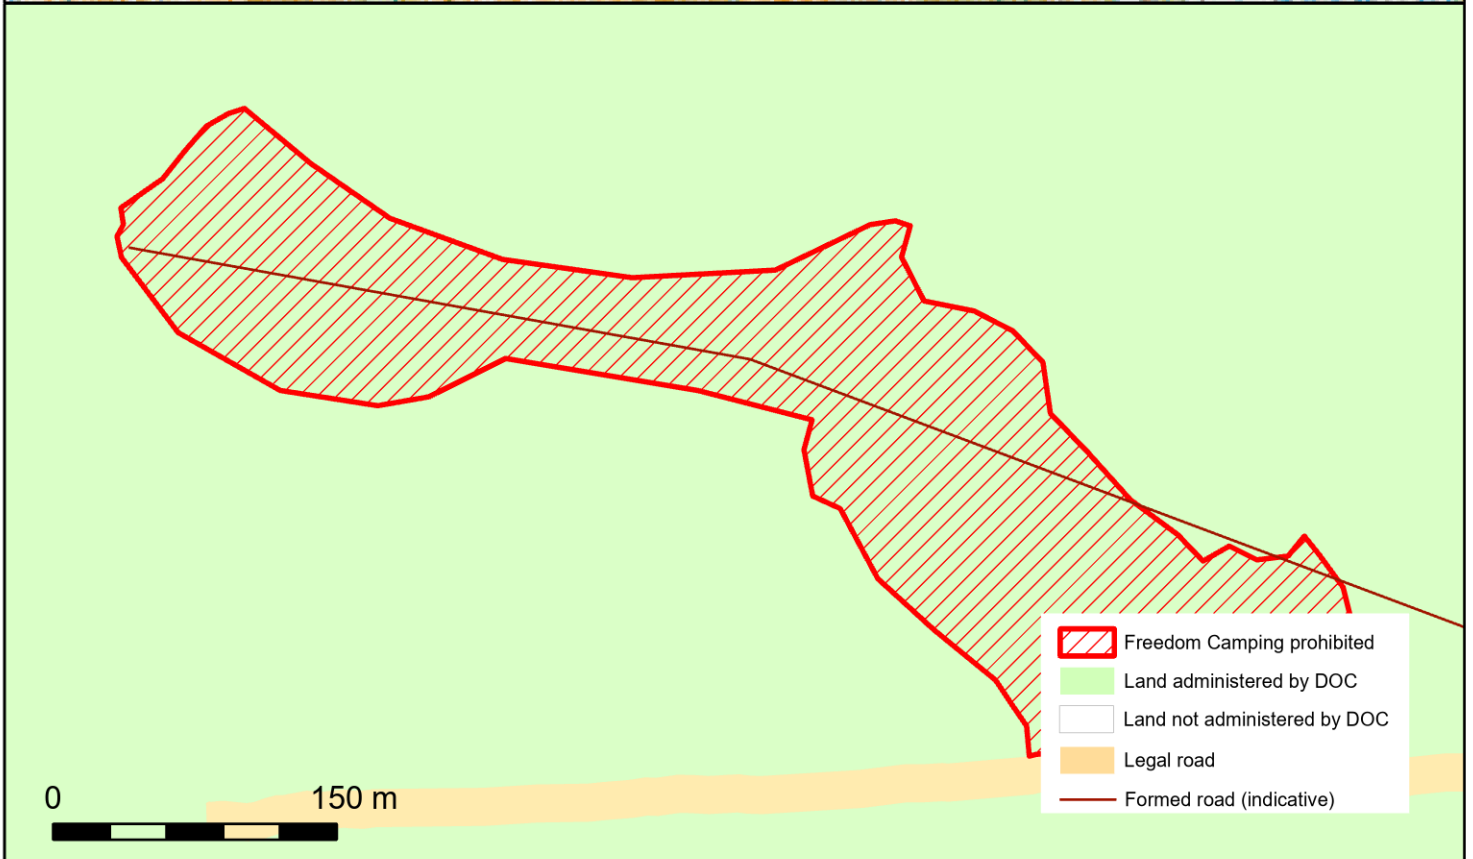 Freedom Camping prohibited
Land administered by DOC
Land not administered by DOC
Legal road
Formed road (indicative)
0 150 m